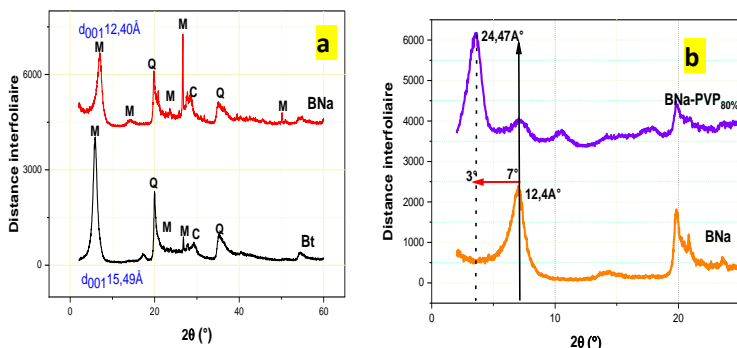 a
d001 12,40Å
M
M
Q
M
M
C
Q
M
BNa
M
Q
M
M
C
Q
Bt
d001 15,49Å
Distance interfoliaire
6000
3000
0
0 20 40 60
2θ (°)
b
24,47A°
BNa-PVP80%
3° 7°
12,4A°
BNa
Distance interfoliaire
6000
5000
4000
3000
2000
1000
0
0 10 20
2θ (°)